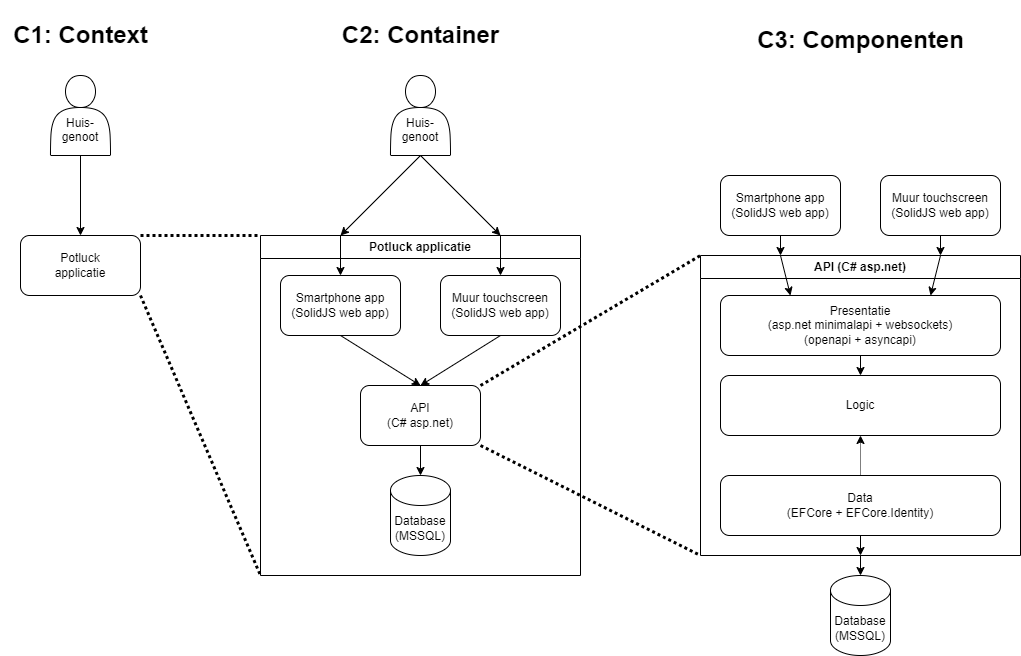 C1: Context
Huis-
genoot
Potluck
applicatie
C2: Container
Huis-
genoot
Potluck applicatie
Smartphone app
(SolidJS web app)
Muur touchscreen
(SolidJS web app)
API
(C# asp.net)
Database
(MSSQL)
C3: Componenten
Smartphone app
(SolidJS web app)
Muur touchscreen
(SolidJS web app)
API (C# asp.net)
Presentatie
(asp.net minimalapi + websockets)
(openapi + asyncapi)
Logic
Data
(EFCore + EFCore.Identity)
Database
(MSSQL)